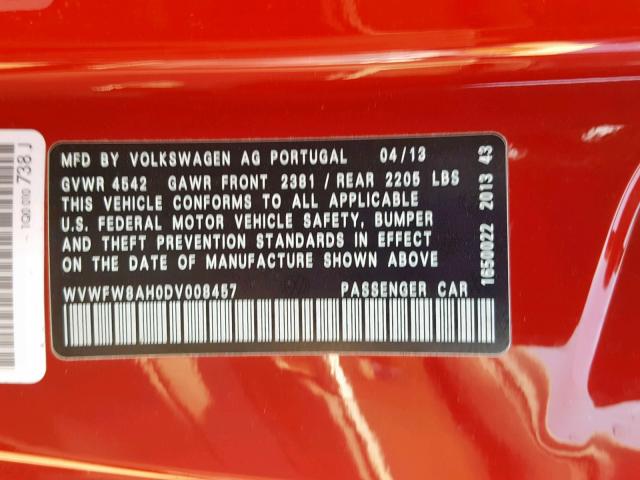 MFD BY VOLKSWAGEN AG PORTUGAL 04/13
GVWR 4542 GAWR FRONT 2381 / REAR 2205 LBS
THIS VEHICLE CONFORMS TO ALL APPLICABLE
U.S. FEDERAL MOTOR VEHICLE SAFETY, BUMPER
AND THEFT PREVENTION STANDARDS IN EFFECT
ON THE DATE OF MANUFACTURE SHOWN ABOVE
WVWFW8AH0DV008457 PASSENGER CAR
1650022 2013 43
1Q0 000 738 J